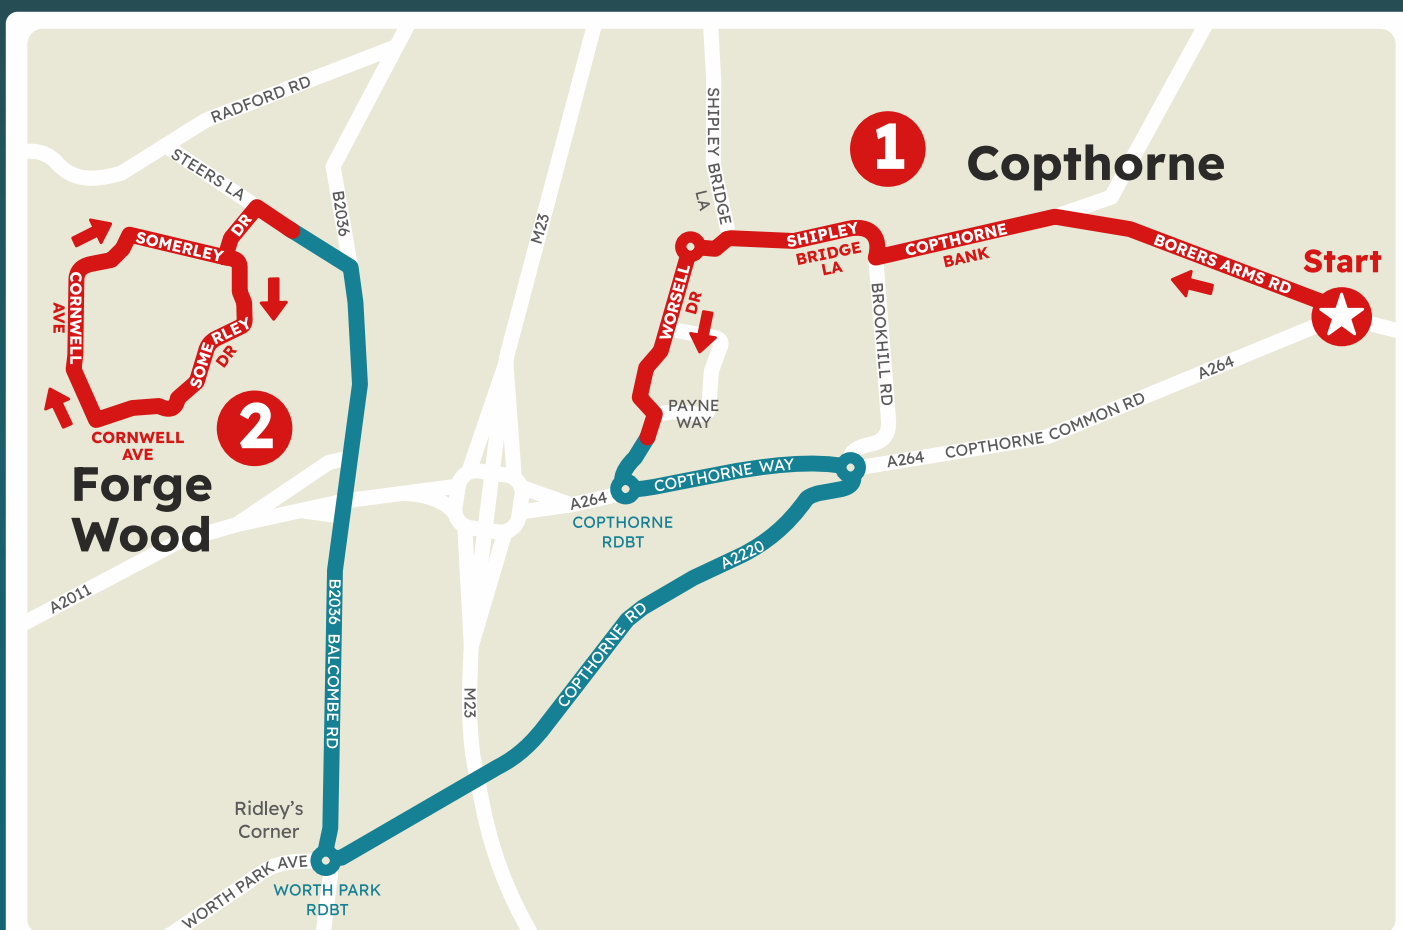 RADFORD RD
STEERS LA
B2036
M23
SHIPLEY BRIDGE
LA
1
Copthorne
SOMERLEY
DR
CORNWELL
AVE
SOMERLEY
DR
2
CORNWELL
AVE
Forge
Wood
WORSELL
DR
SHIPLEY
BRIDGE
LA
COPTHORNE
BANK
BORERS ARMS RD
Start
BROOKHILL RD
PAYNE
WAY
A264
COPTHORNE COMMON RD
A264
COPTHORNE WAY
A264
COPTHORNE
RDBT
A2011
A2220
COPTHORNE RD
B2036 BALCOMBE RD
M23
Ridley’s
Corner
WORTH PARK AVE
WORTH PARK
RDBT